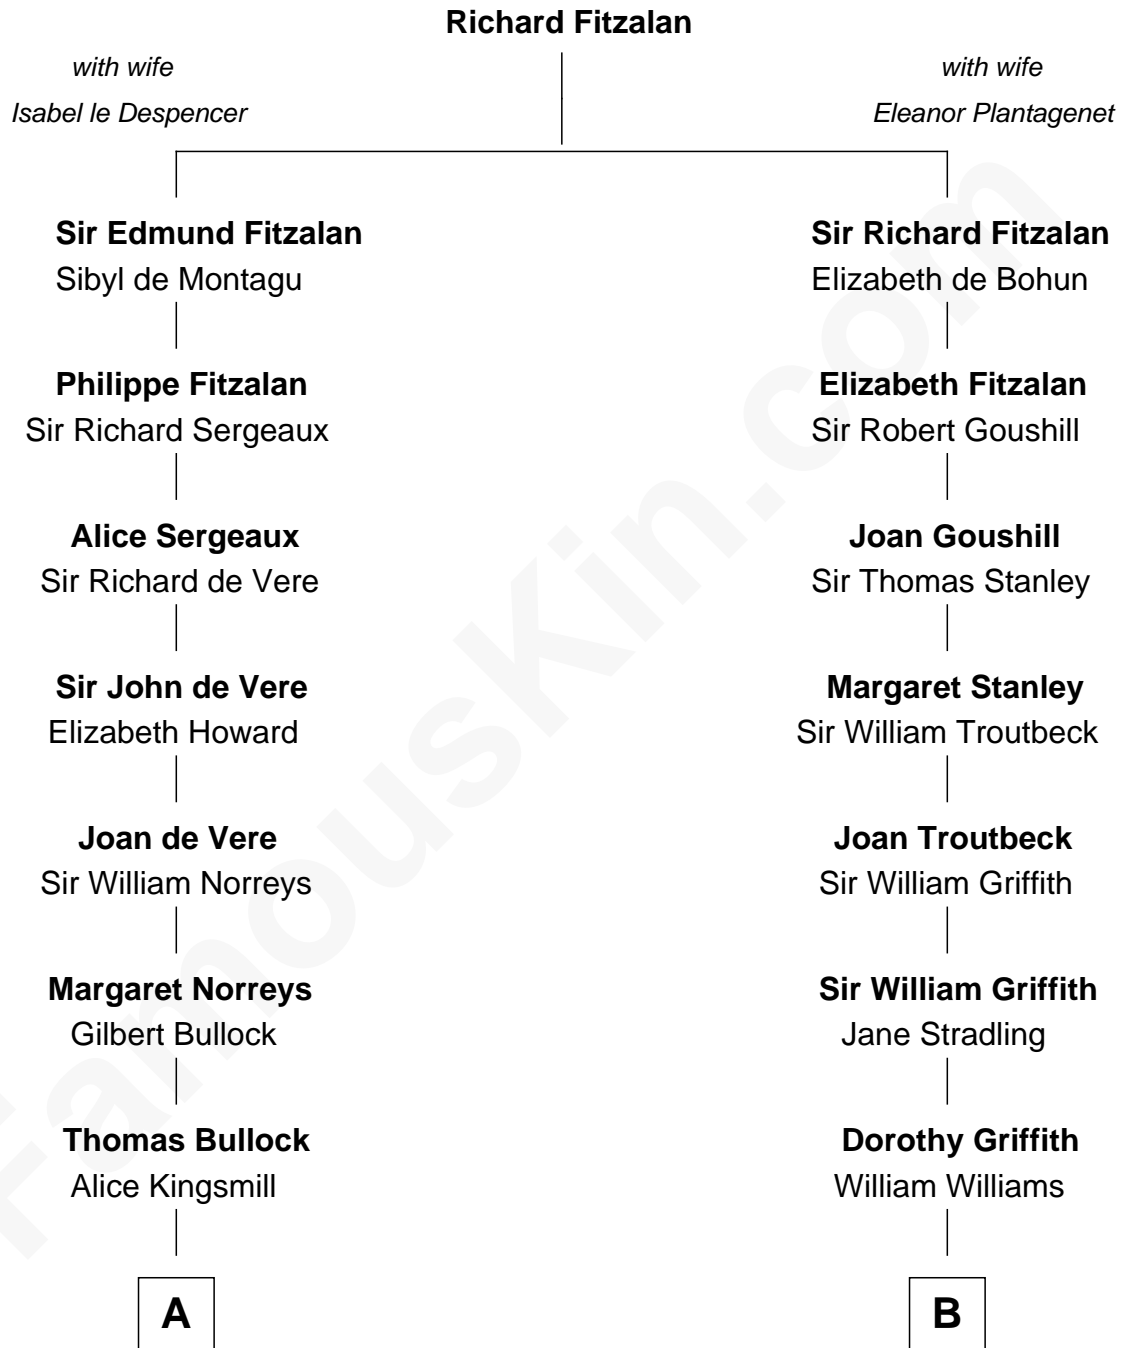 Richard Fitzalan
with wife
Isabel le Despencer
with wife
Eleanor Plantagenet
Sir Edmund Fitzalan
Sibyl de Montagu
Sir Richard Fitzalan
Elizabeth de Bohun
Philippe Fitzalan
Sir Richard Sergeaux
Elizabeth Fitzalan
Sir Robert Goushill
Alice Sergeaux
Sir Richard de Vere
Joan Goushill
Sir Thomas Stanley
Sir John de Vere
Elizabeth Howard
Margaret Stanley
Sir William Troutbeck
Joan de Vere
Sir William Norreys
Joan Troutbeck
Sir William Griffith
Margaret Norreys
Gilbert Bullock
Sir William Griffith
Jane Stradling
Thomas Bullock
Alice Kingsmill
Dorothy Griffith
William Williams
A
B
FamousKin.com